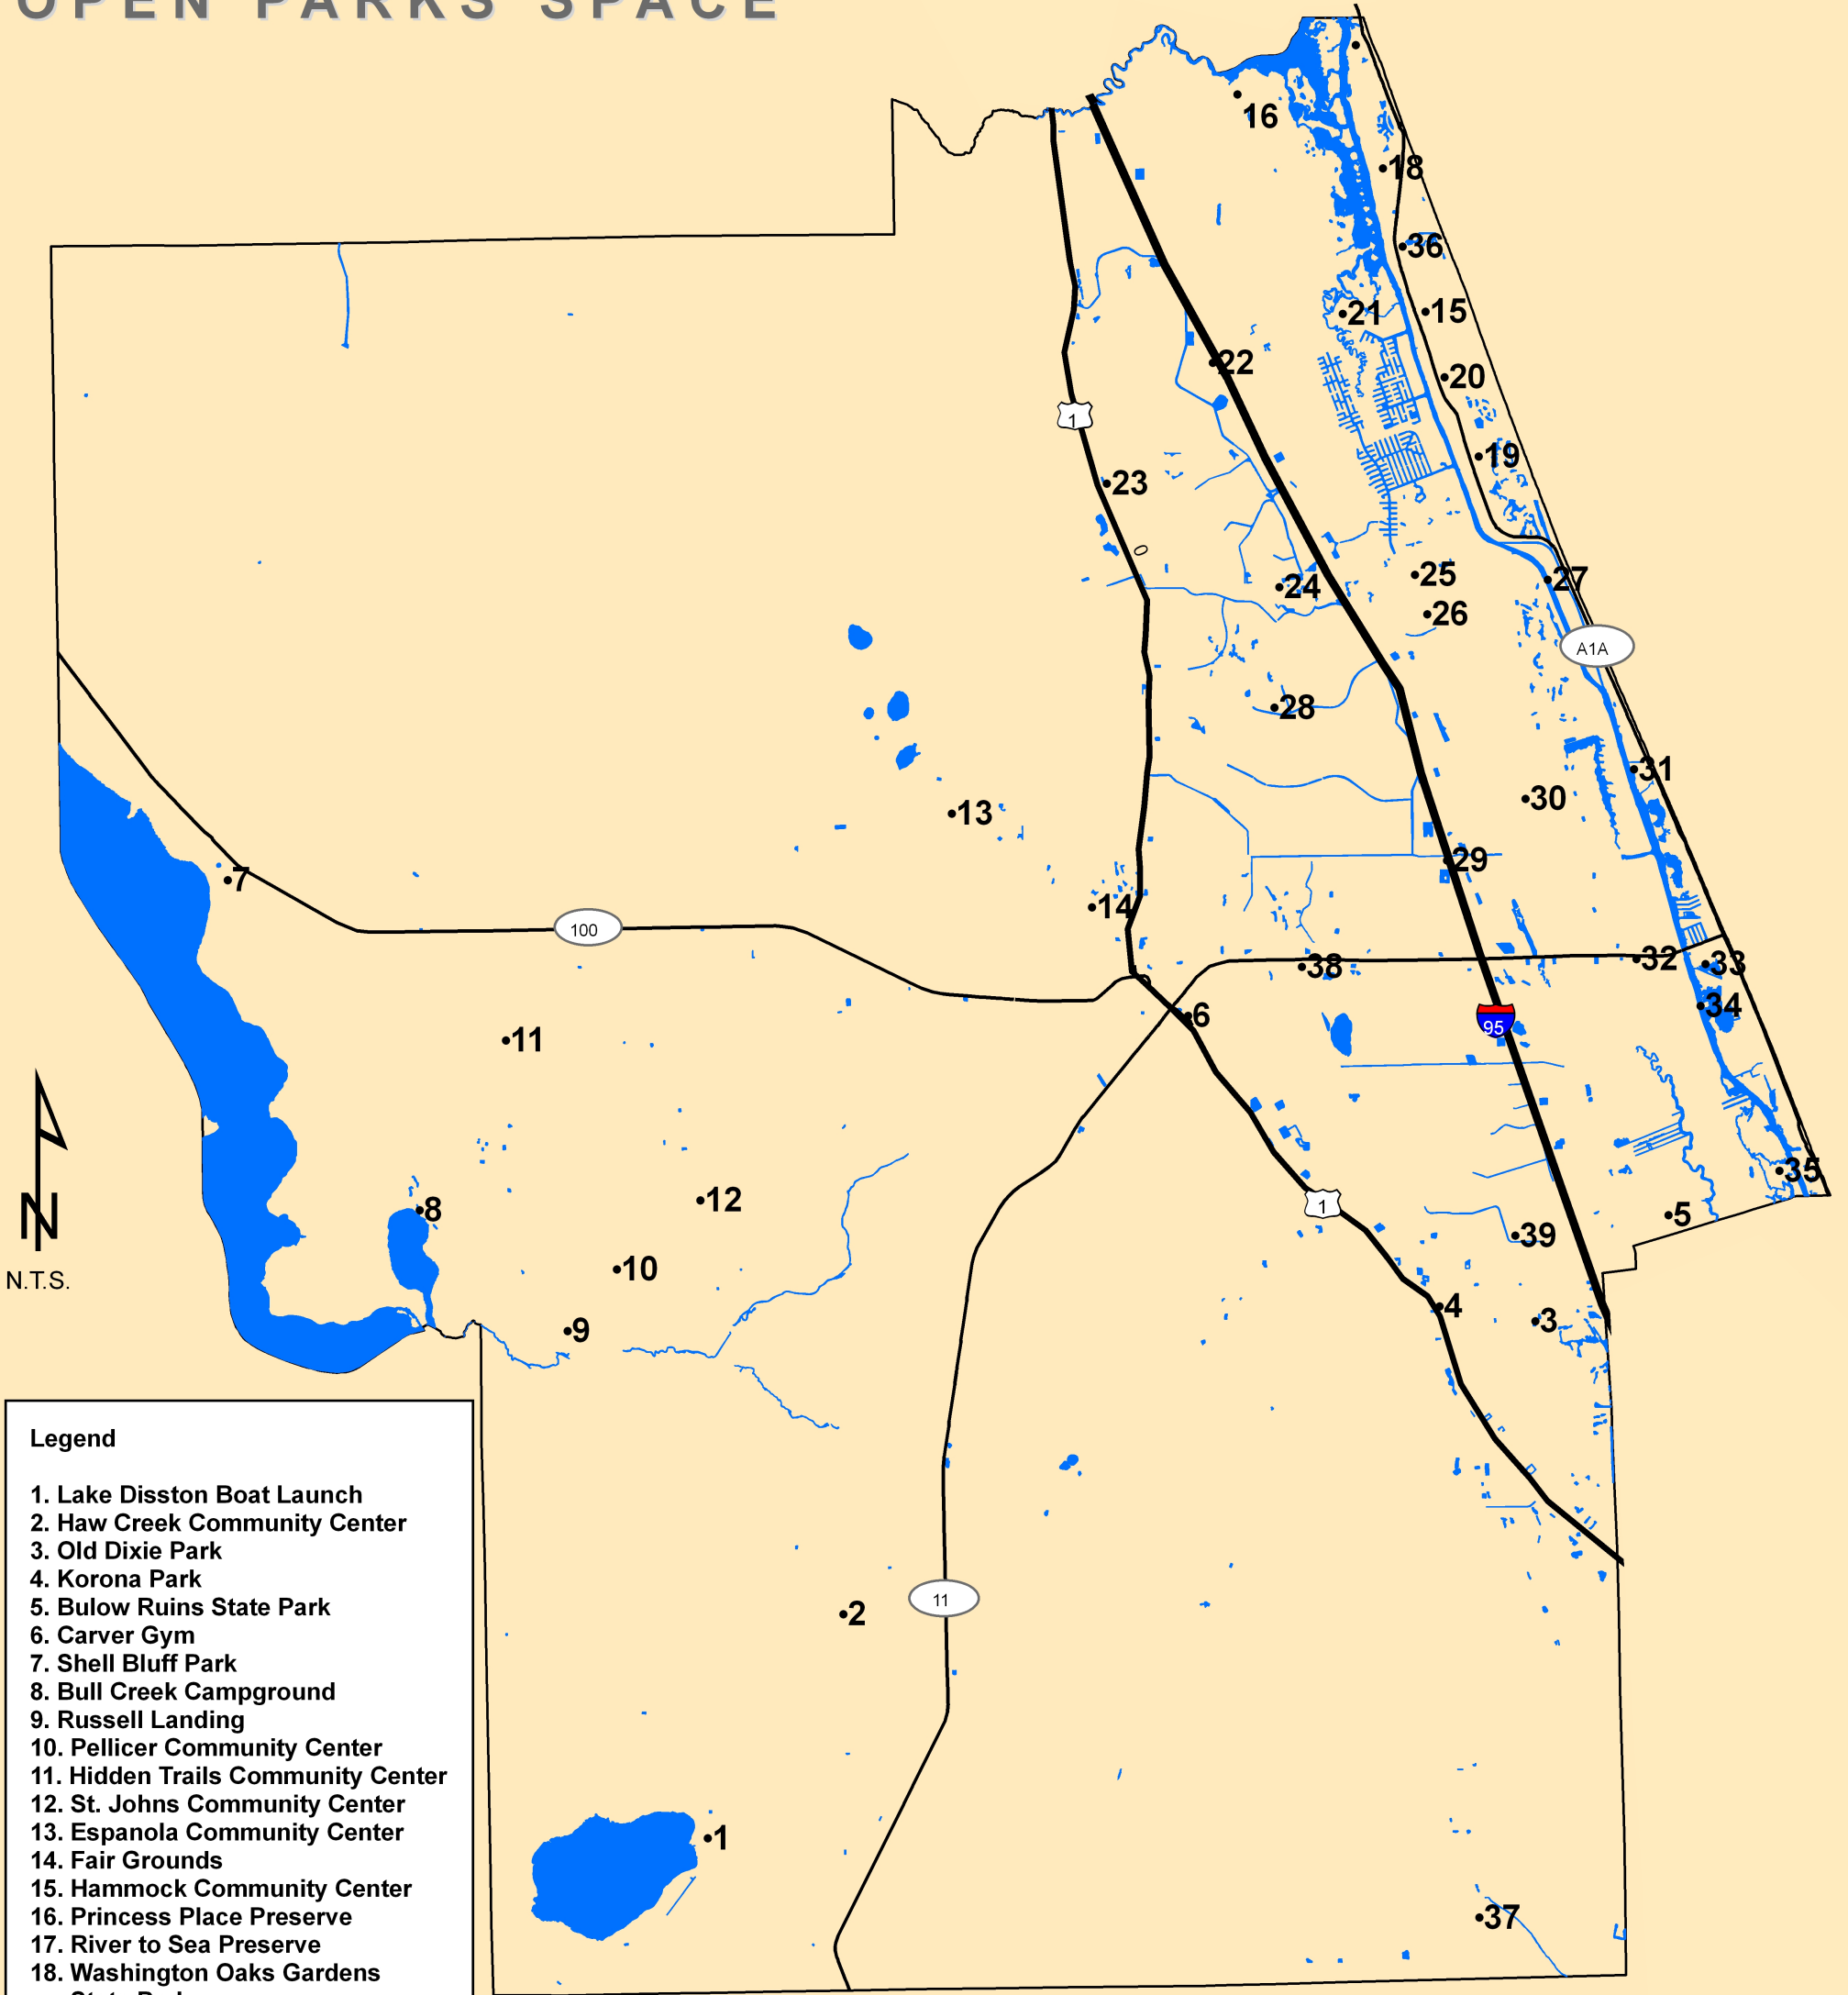 OPEN PARKS SPACE
16
18
36
21
15
22
20
1
19
23
25
27
24
26
A1A
28
31
30
13
29
7
14
100
32
33
38
34
6
11
95
35
12
8
1
5
39
N
10
N.T.S.
4
3
9
Legend
1. Lake Disston Boat Launch
2. Haw Creek Community Center
3. Old Dixie Park
4. Korona Park
5. Bulow Ruins State Park
6. Carver Gym
7. Shell Bluff Park
8. Bull Creek Campground
9. Russell Landing
10. Pellicer Community Center
11. Hidden Trails Community Center
12. St. Johns Community Center
13. Espanola Community Center
14. Fair Grounds
15. Hammock Community Center
16. Princess Place Preserve
17. River to Sea Preserve
18. Washington Oaks Gardens
11
2
1
37